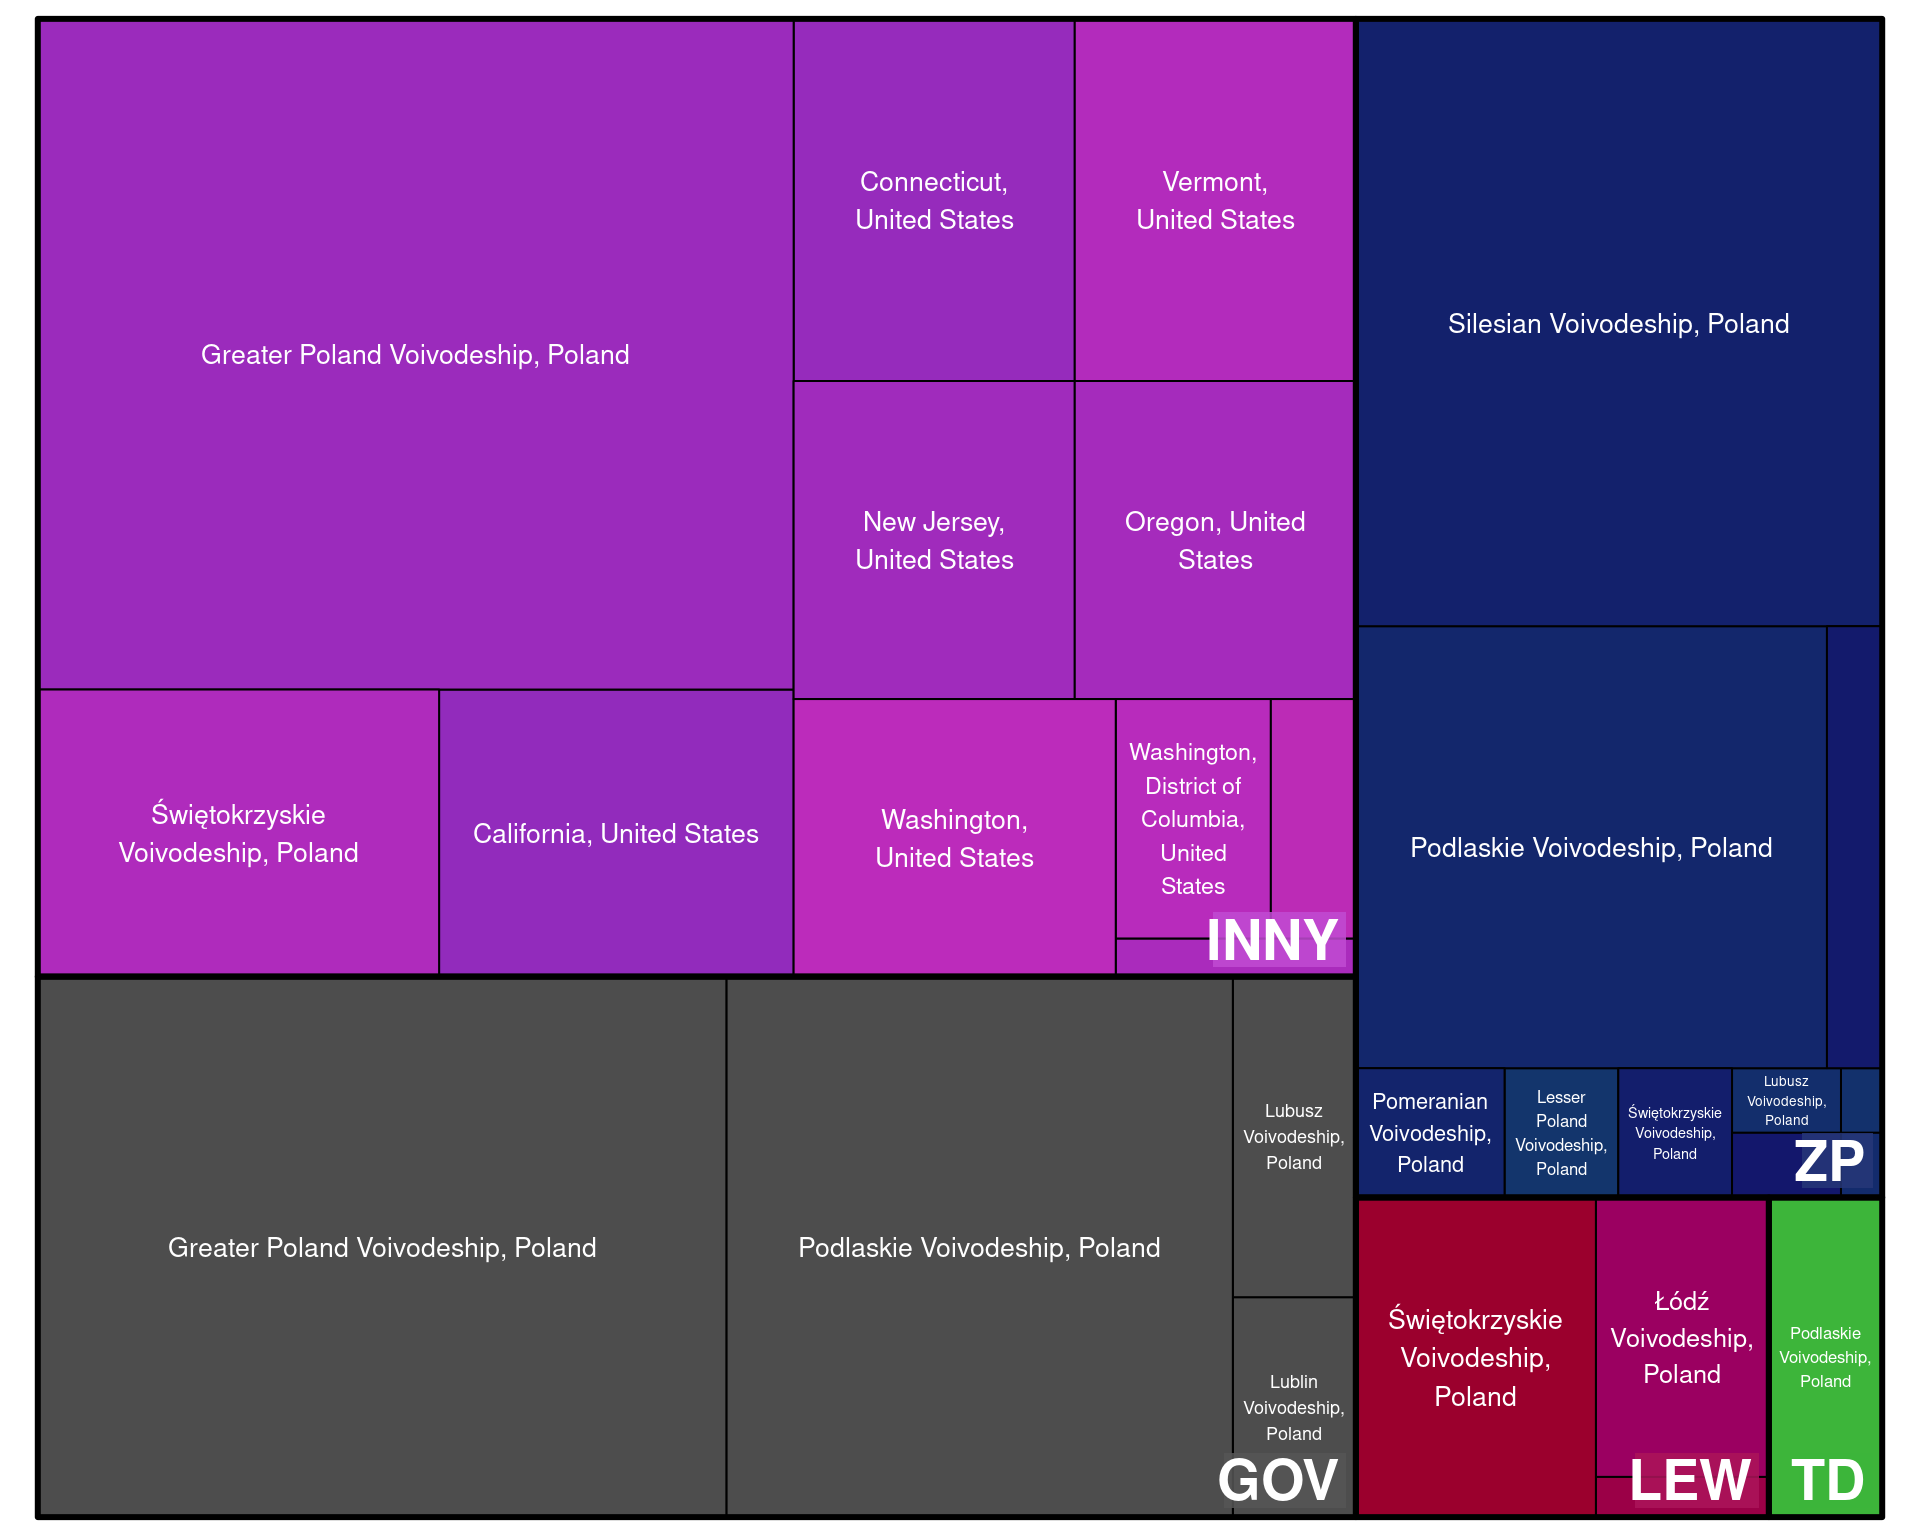 Greater Poland Voivodeship, Poland
Connecticut,
United States
Vermont,
United States
New Jersey,
United States
Oregon, United
States
Świętokrzyskie
Voivodeship, Poland
California, United States
Washington,
United States
Washington,
District of
Columbia,
United
States
INNY
Silesian Voivodeship, Poland
Podlaskie Voivodeship, Poland
Pomeranian
Voivodeship,
Poland
Lesser
Poland
Voivodeship,
Poland
Świętokrzyskie
Voivodeship,
Poland
Lubusz
Voivodeship,
Poland
ZP
Greater Poland Voivodeship, Poland
Podlaskie Voivodeship, Poland
Lubusz
Voivodeship,
Poland
Lublin
Voivodeship,
Poland
GOV
Świętokrzyskie
Voivodeship,
Poland
Łódź
Voivodeship,
Poland
LEW
Podlaskie
Voivodeship,
Poland
TD